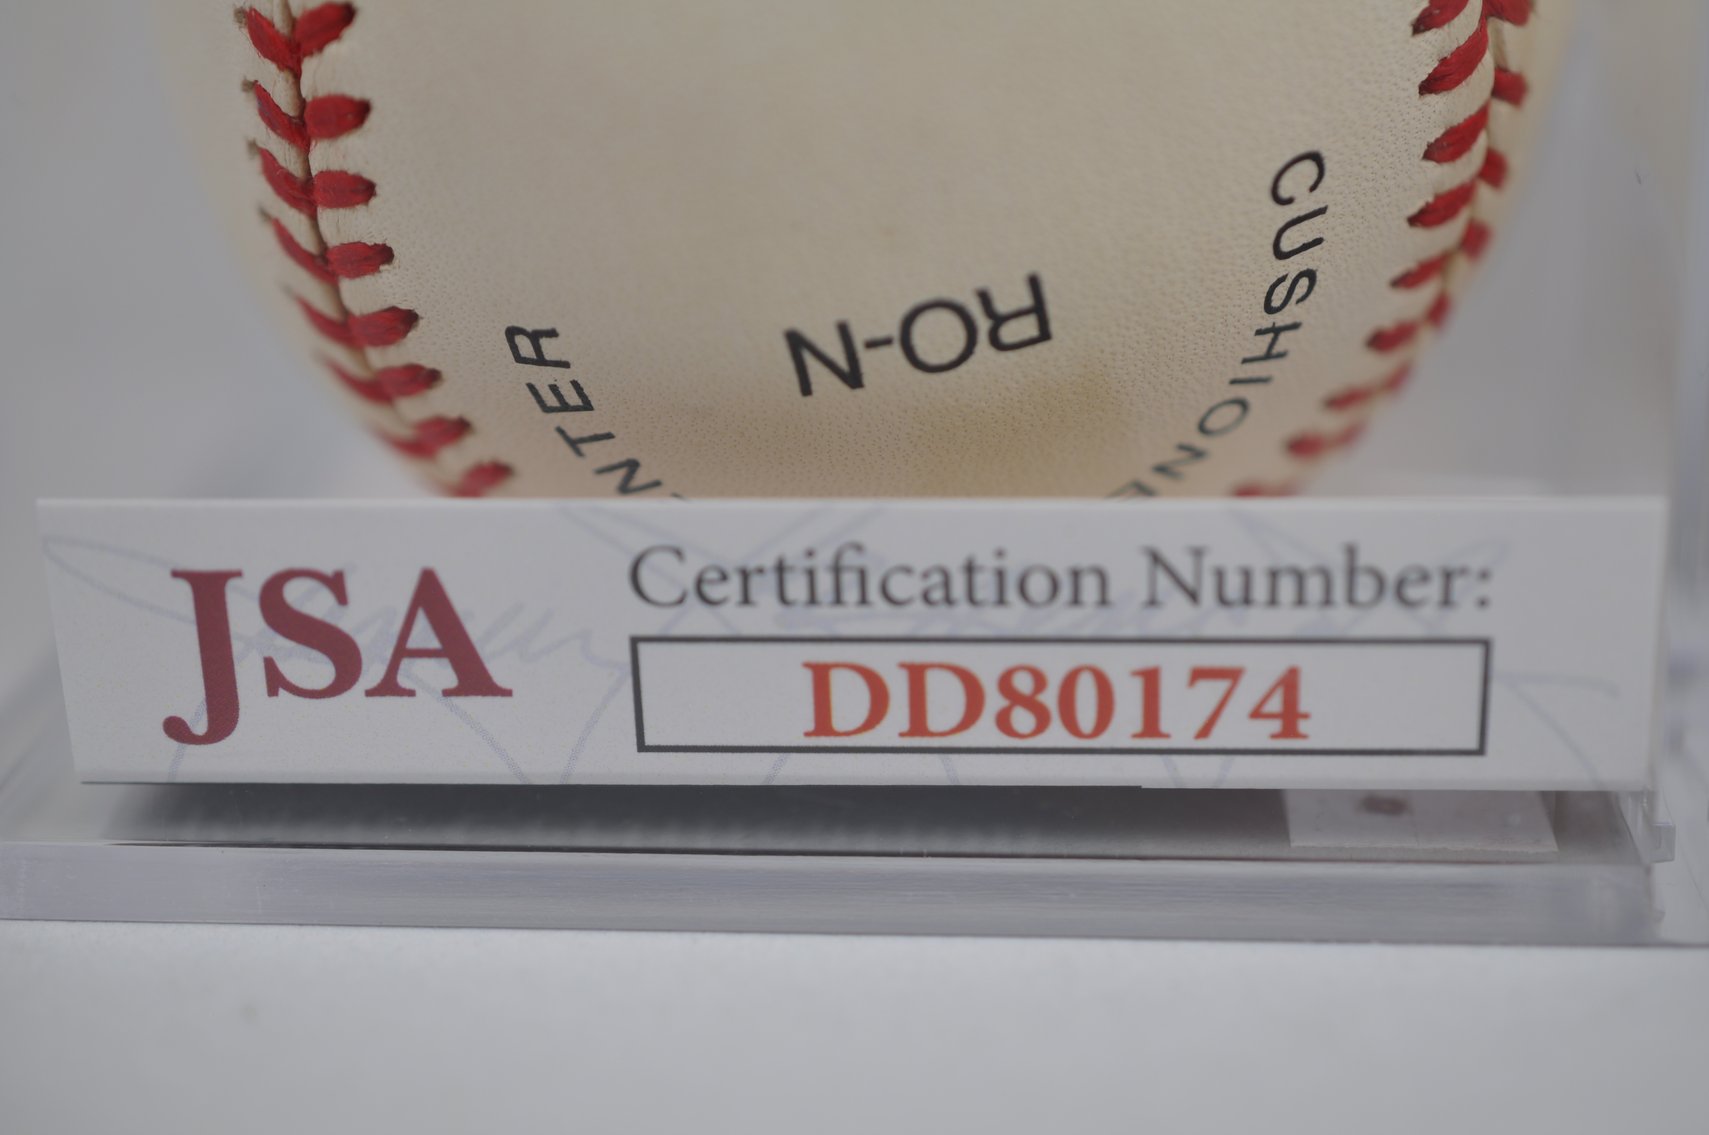 RO-N
CUSHIONE
NTER
JSA
Certification Number:
DD80174